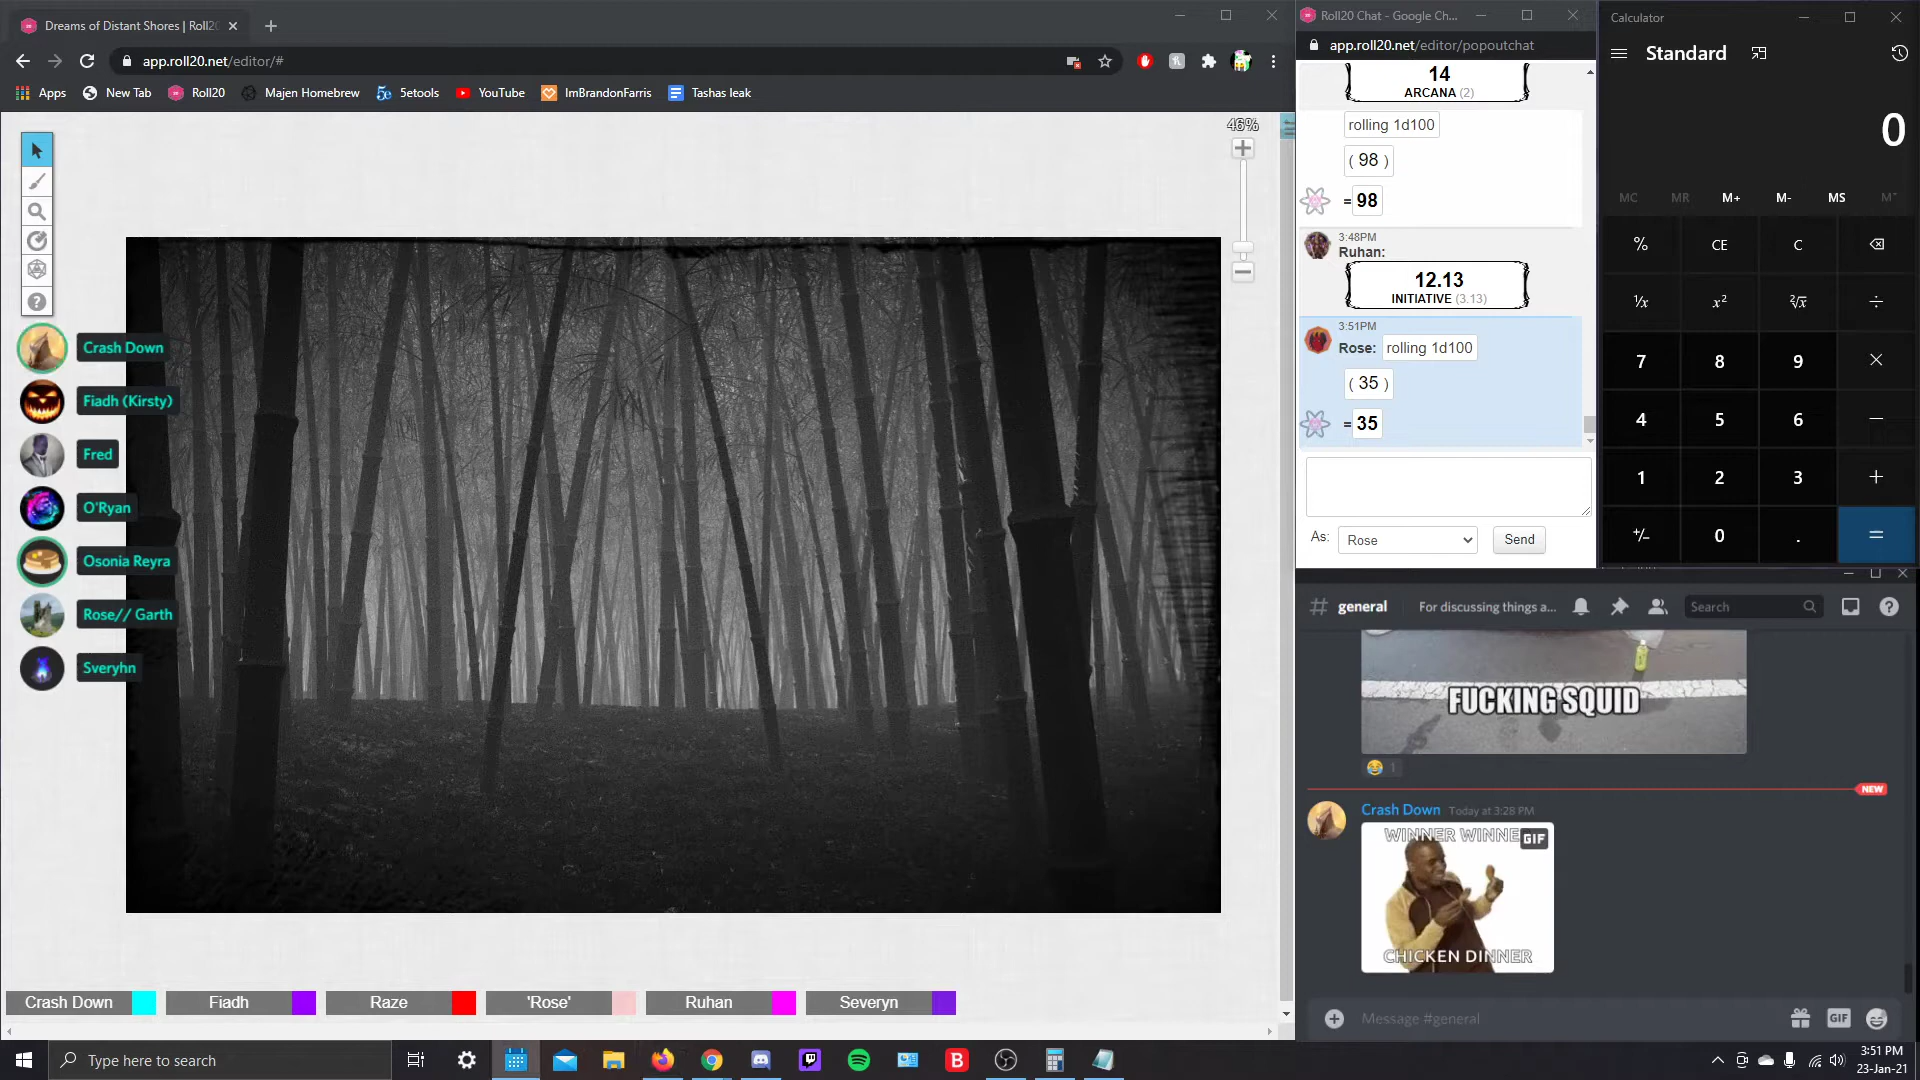 Dreams of Distant Shores | Roll20
app.roll20.net/editor/#
Apps
New Tab
Roll20
Majen Homebrew
5etools
YouTube
ImBrandonFarris
Tashas leak
46%
Crash Down
Fiadh (Kirsty)
Fred
O'Ryan
Osonia Reyra
Rose// Garth
Sveryhn
Crash Down
Fiadh
Raze
'Rose'
Ruhan
Severyn
Roll20 Chat - Google Ch...
app.roll20.net/editor/popoutchat
14
ARCANA (2)
rolling 1d100
( 98 )
=98
3:48PM
Ruhan:
12.13
INITIATIVE (3.13)
3:51PM
Rose: rolling 1d100
( 35 )
=35
As: Rose Send
Calculator
Standard
0
MC MR M+ M- MS M˅
% CE C
⅟x x² ²√x ÷
7 8 9 ×
4 5 6 −
1 2 3 +
+/- 0 . =
# general For discussing things a... Search
FUCKING SQUID
😂 1
NEW
Crash Down Today at 3:28 PM
WINNER WINNE
GIF
CHICKEN DINNER
Message #general GIF
Type here to search
3:51 PM
23-Jan-21